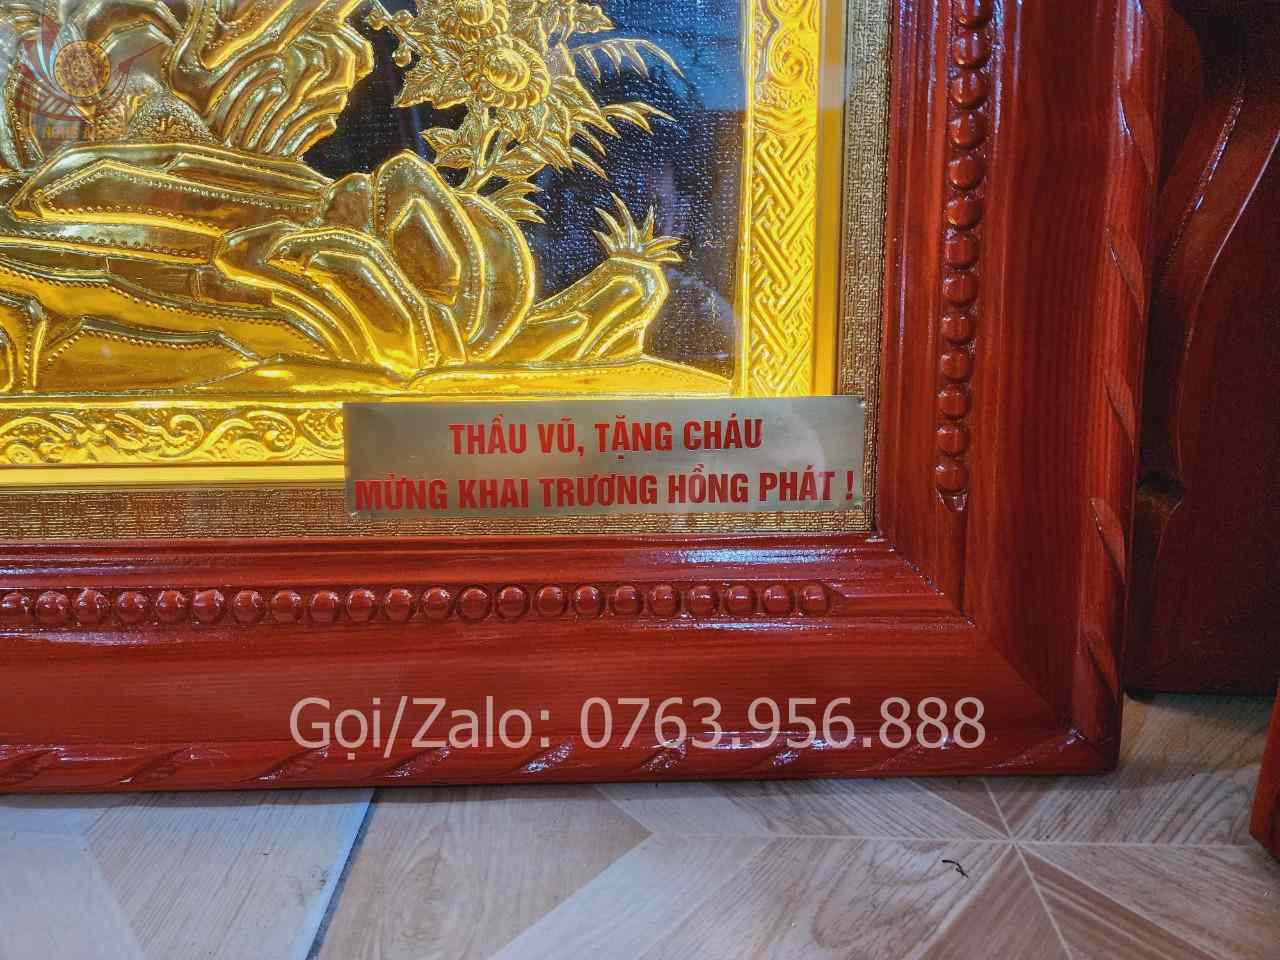 THẦU VŨ, TẶNG CHÁU
MỪNG KHAI TRƯƠNG HỒNG PHÁT !
Gọi/Zalo: 0763.956.888